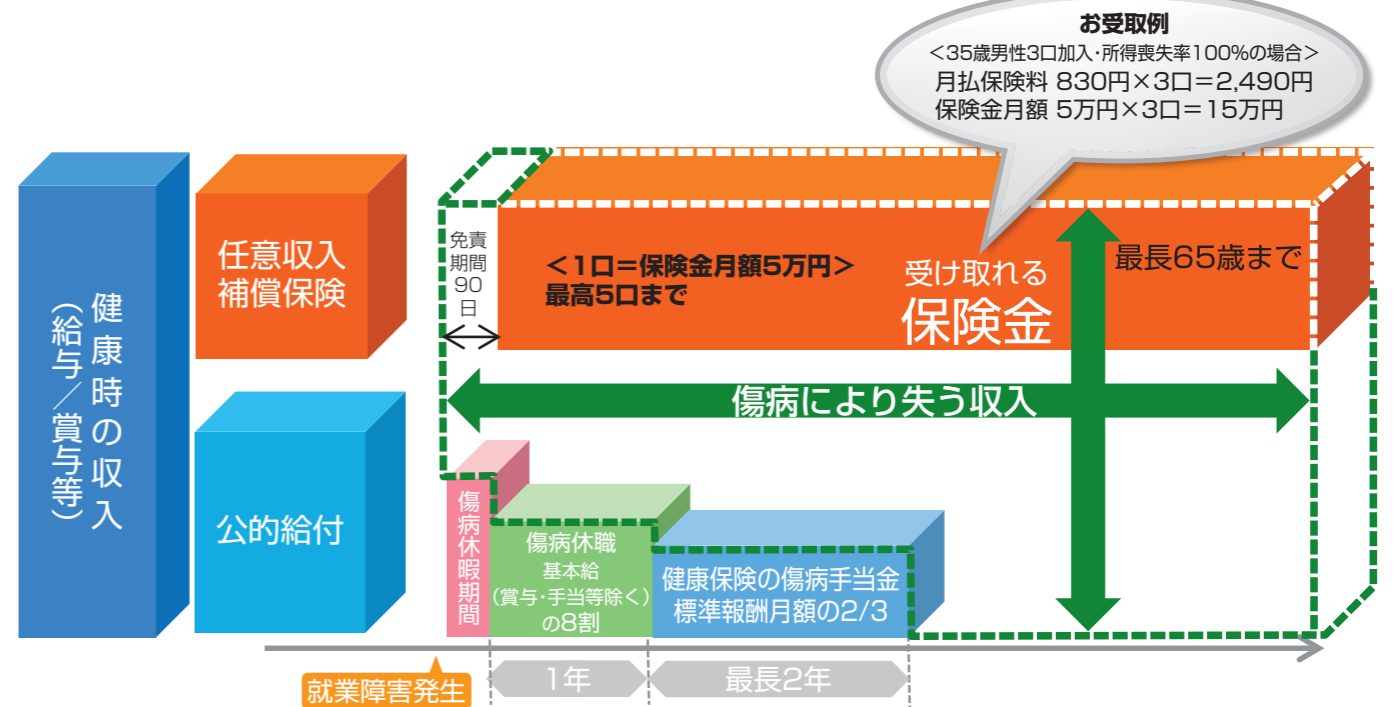 お受取例
＜35歳男性3口加入・所得喪失率100％の場合＞
月払保険料 830円×3口＝2,490円
保険金月額 5万円×3口＝15万円
健康時の収入
（給与／賞与等）
任意収入
補償保険
公的給付
免責
期間
90
日
＜1口＝保険金月額5万円＞
最高5口まで
受け取れる
保険金
最長65歳まで
傷病により失う収入
傷病休暇期間
傷病休職
基本給
（賞与・手当等除く）
の8割
健康保険の傷病手当金
標準報酬月額の2/3
就業障害発生
1年
最長2年